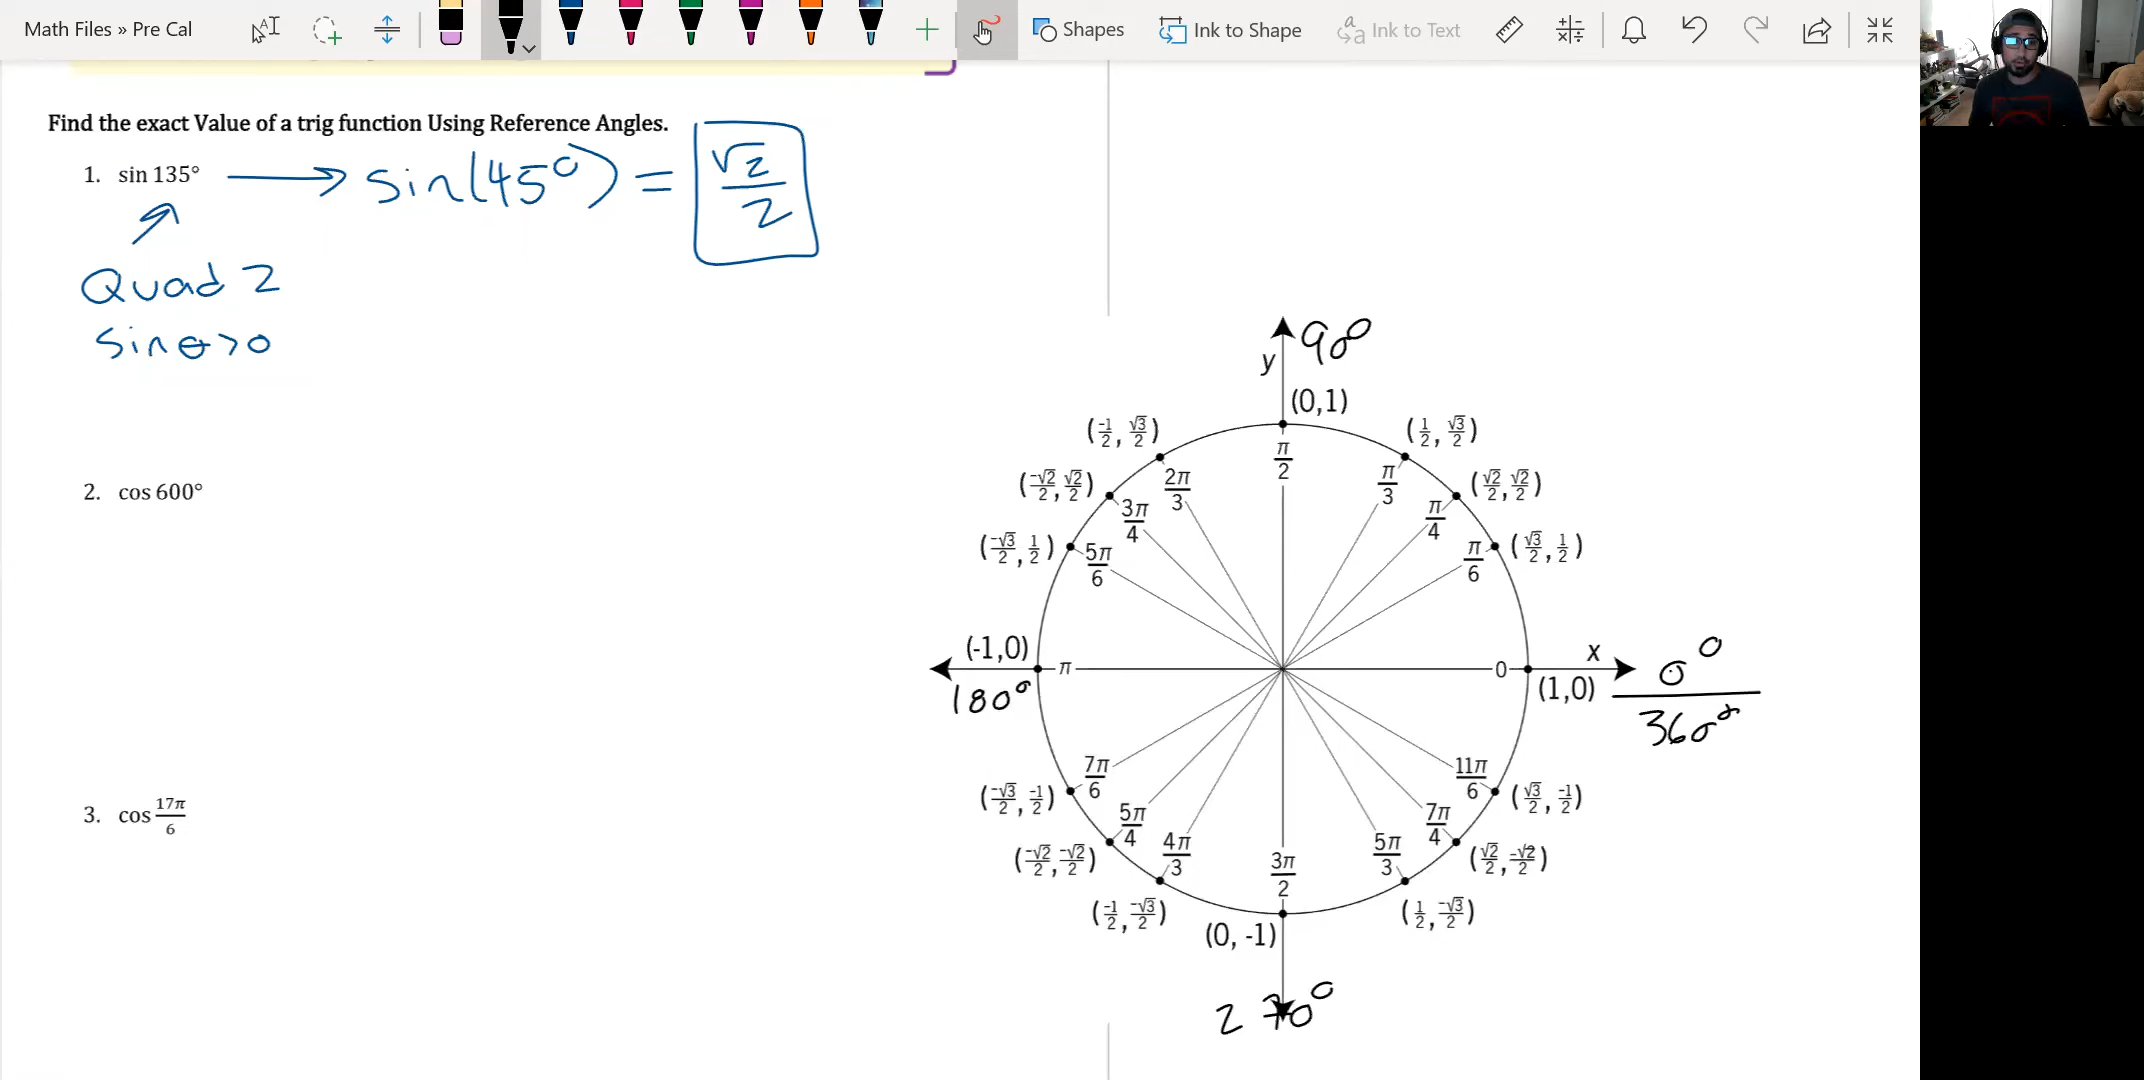 Math Files » Pre Cal
Shapes
Ink to Shape
Ink to Text
Find the exact Value of a trig function Using Reference Angles.
1. sin 135° → sin(45°) = √2/2
Quad 2
sin θ > 0
2. cos 600°
3. cos 17π/6
90°
y
(0,1)
(-1/2, √3/2) (1/2, √3/2)
π/2
2π/3 π/3
(-√2/2, √2/2) (√2/2, √2/2)
3π/4 π/4
(-√3/2, 1/2) 5π/6 π/6 (√3/2, 1/2)
(-1,0) π 0 x 0°
180° (1,0) 360°
7π/6 11π/6
(-√3/2, -1/2) (√3/2, -1/2)
5π/4 7π/4
(-√2/2, -√2/2) 4π/3 3π/2 5π/3 (√2/2, -√2/2)
(-1/2, -√3/2) (1/2, -√3/2)
(0, -1)
270°